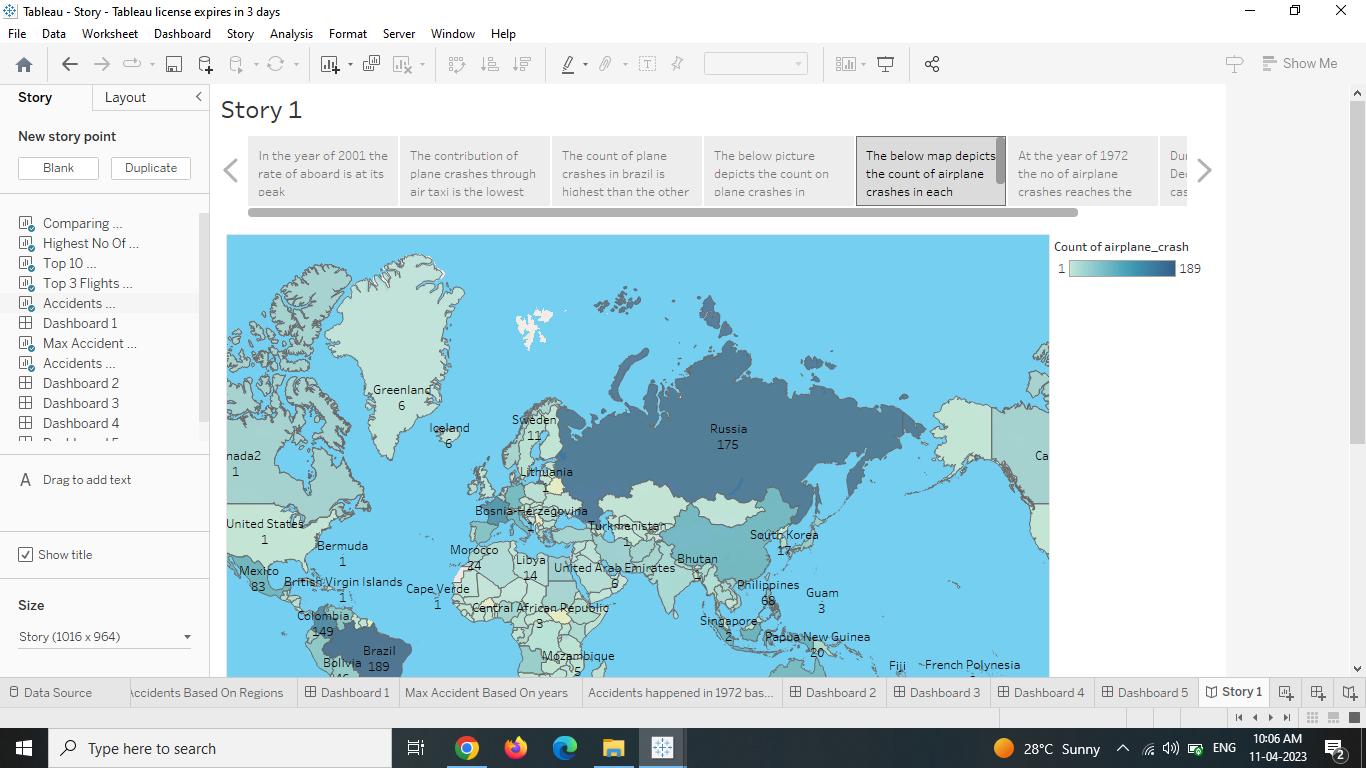 Tableau - Story - Tableau license expires in 3 days
File Data Worksheet Dashboard Story Analysis Format Server Window Help
Show Me
Story Layout
New story point
Blank Duplicate
Comparing ...
Highest No Of ...
Top 10 ...
Top 3 Flights ...
Accidents ...
Dashboard 1
Max Accident ...
Accidents ...
Dashboard 2
Dashboard 3
Dashboard 4
A Drag to add text
Show title
Size
Story (1016 x 964)
Story 1
In the year of 2001 the
rate of aboard is at its
peak
The contribution of
plane crashes through
air taxi is the lowest
The count of plane
crashes in brazil is
highest than the other
The below picture
depicts the count on
plane crashes in
The below map depicts
the count of airplane
crashes in each
At the year of 1972
the no of airplane
crashes reaches the
Count of airplane_crash
1 189
Greenland
6
Iceland
6
Sweden
11
Russia
175
nada2
1
Ca
Lithuania
1
Bosnia-Herzegovina
1
United States
1
Turkmenistan
1
South Korea
17
Bermuda
1
Morocco
24
Libya
14
Bhutan
Mexico
83
United Arab Emirates
6
British Virgin Islands
1
Cape Verde
1
Philippines
68
Guam
3
Central African Republic
3
Colombia
149
Singapore
2
Papua New Guinea
20
Brazil
189
Bolivia
Mozambique
5
Fiji
French Polynesia
Data Source
Accidents Based On Regions
Dashboard 1
Max Accident Based On years
Accidents happened in 1972 bas...
Dashboard 2
Dashboard 3
Dashboard 4
Dashboard 5
Story 1
Type here to search
28°C Sunny
ENG
10:06 AM
11-04-2023
2